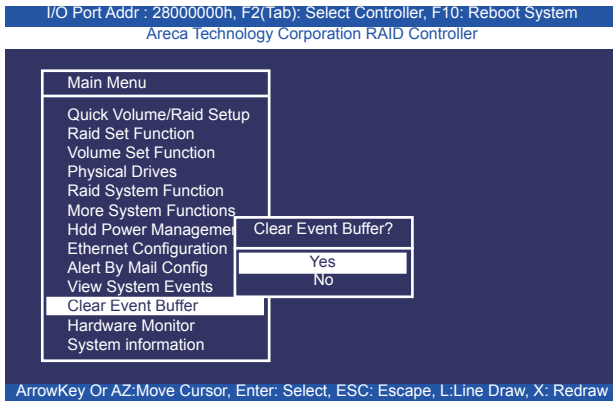 I/O Port Addr : 28000000h, F2(Tab): Select Controller, F10: Reboot System
Areca Technology Corporation RAID Controller
Main Menu
Quick Volume/Raid Setup
Raid Set Function
Volume Set Function
Physical Drives
Raid System Function
More System Functions
Hdd Power Managemen
Ethernet Configuration
Alert By Mail Config
View System Events
Clear Event Buffer
Hardware Monitor
System information
Clear Event Buffer?
Yes
No
ArrowKey Or AZ:Move Cursor, Enter: Select, ESC: Escape, L:Line Draw, X: Redraw